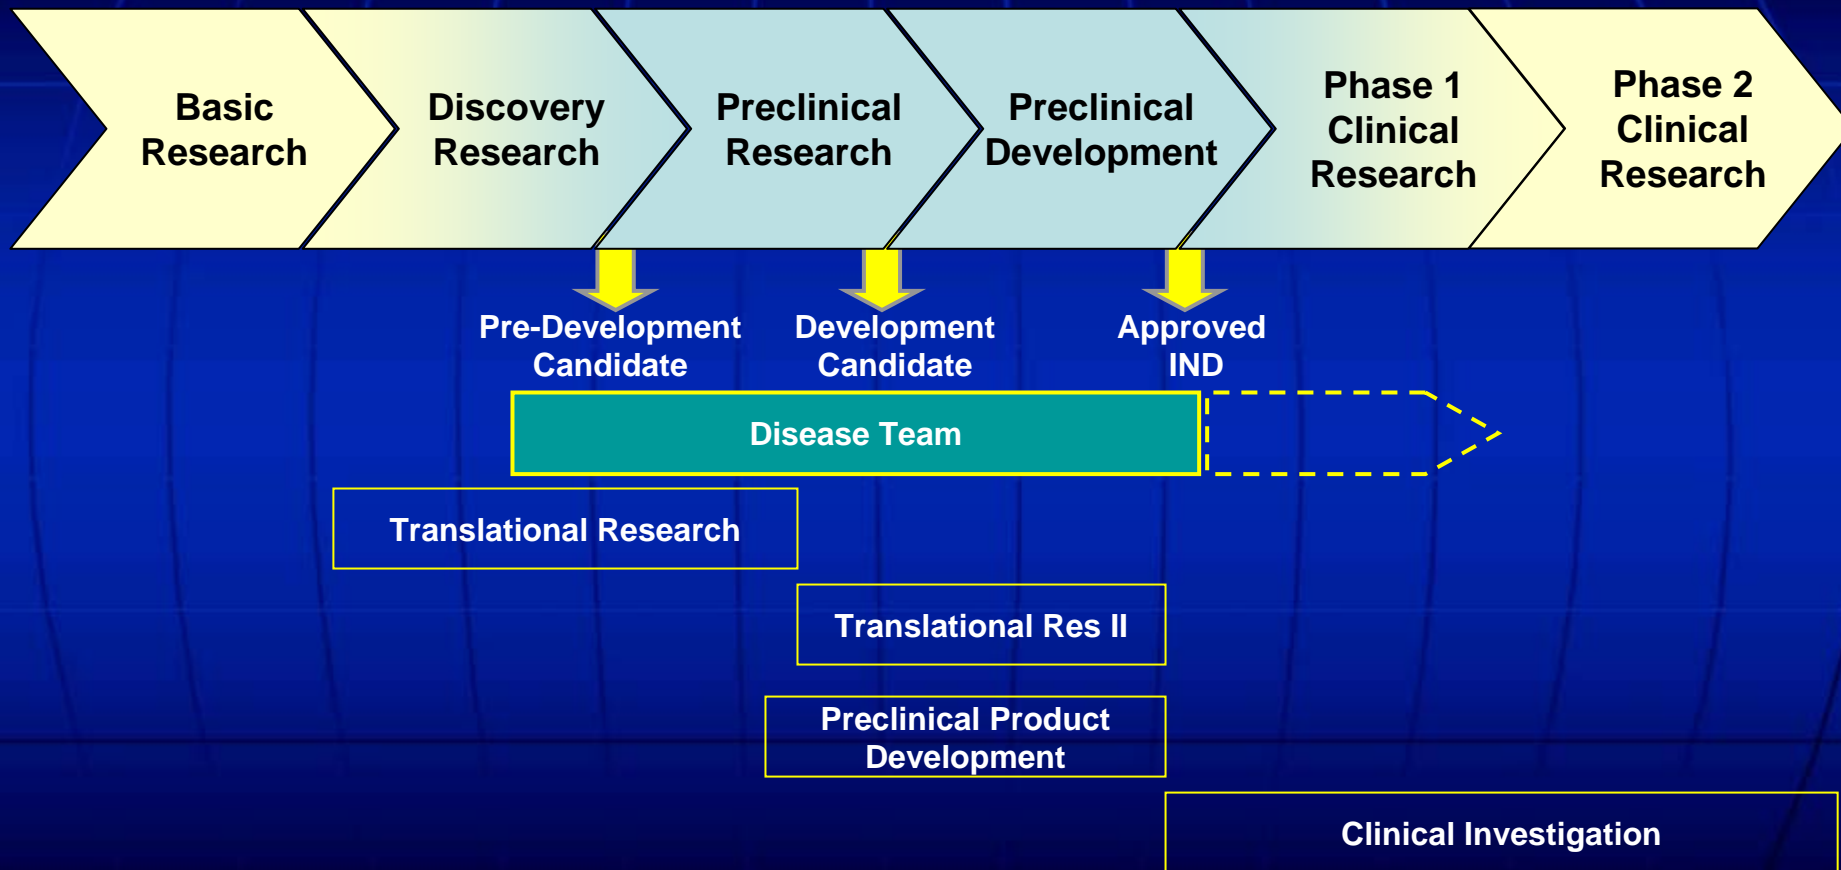 Basic
Research
Discovery
Research
Preclinical
Research
Preclinical
Development
Phase 1
Clinical
Research
Phase 2
Clinical
Research
Pre-Development
Candidate
Development
Candidate
Approved
IND
Disease Team
Translational Research
Translational Res II
Preclinical Product
Development
Clinical Investigation